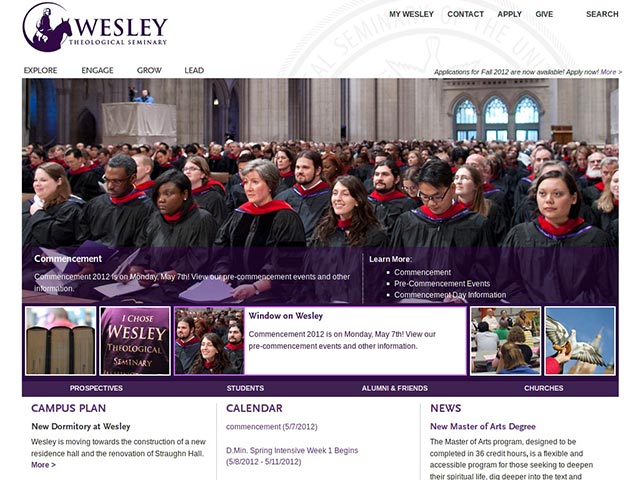 WESLEY
THEOLOGICAL SEMINARY
MY WESLEY CONTACT APPLY GIVE SEARCH
EXPLORE ENGAGE GROW LEAD
Applications for Fall 2012 are now available! Apply now! More >
Commencement
Commencement 2012 is on Monday, May 7th! View our pre-commencement events and other
information.
Learn More:
Commencement
Pre-Commencement Events
Commencement Day Information
I CHOSE
WESLEY
THEOLOGICAL
SEMINARY
Window on Wesley
Commencement 2012 is on Monday, May 7th! View our
pre-commencement events and other information.
PROSPECTIVES STUDENTS ALUMNI & FRIENDS CHURCHES
CAMPUS PLAN
New Dormitory at Wesley
Wesley is moving towards the construction of a new
residence hall and the renovation of Straughn Hall.
More >
CALENDAR
commencement (5/7/2012)
D.Min. Spring Intensive Week 1 Begins
(5/8/2012 - 5/11/2012)
NEWS
New Master of Arts Degree
The Master of Arts program, designed to be
completed in 36 credit hours, is a flexible and
accessible program for those seeking to deepen
their spiritual life, dig deeper into the text and